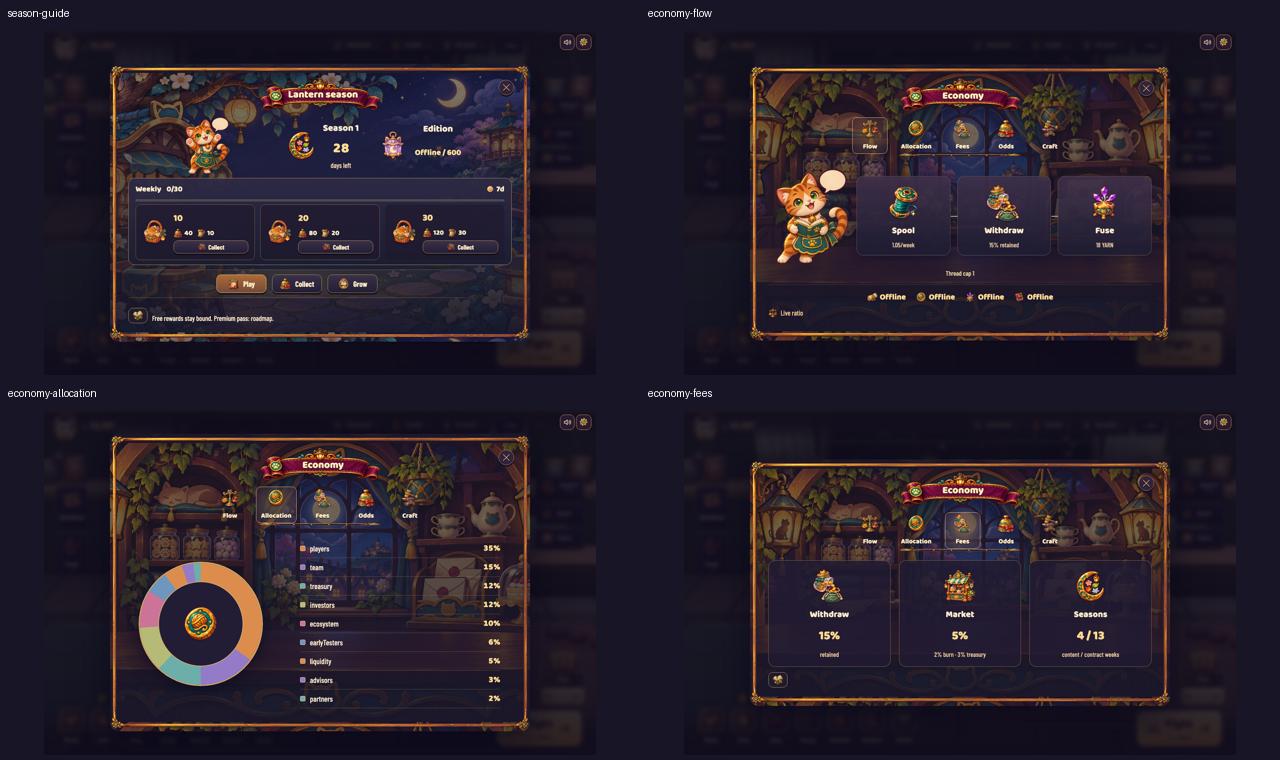 season-guide
Lantern season
Season 1
28
days left
Edition
Offline / 600
Weekly 0/30
7d
10
40 10
Collect
20
80 20
Collect
30
120 30
Collect
Play
Collect
Grow
Free rewards stay bound. Premium pass: roadmap.
economy-flow
Economy
Flow
Allocation
Fees
Odds
Craft
Spool
1.05/week
Withdraw
15% retained
Fuse
18 YARN
Thread cap 1
Offline
Offline
Offline
Offline
Live ratio
economy-allocation
Economy
Flow
Allocation
Fees
Odds
Craft
players 35%
team 15%
treasury 12%
investors 12%
ecosystem 10%
earlyTesters 6%
liquidity 5%
advisors 3%
partners 2%
economy-fees
Economy
Flow
Allocation
Fees
Odds
Craft
Withdraw
15%
retained
Market
5%
2% burn · 3% treasury
Seasons
4 / 13
content / contract weeks